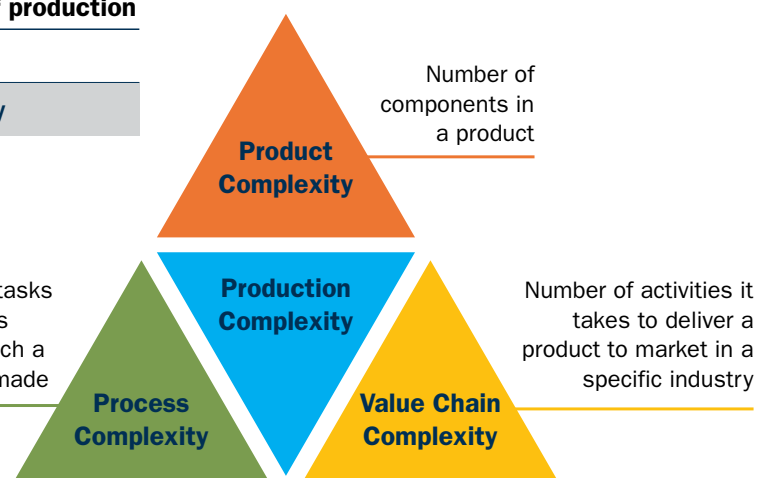 production
Number of
components in
a product
Product
Complexity
Production
Complexity
tasks
Number of activities it
takes to deliver a
product to market in a
specific industry
a
made
Process
Complexity
Value Chain
Complexity